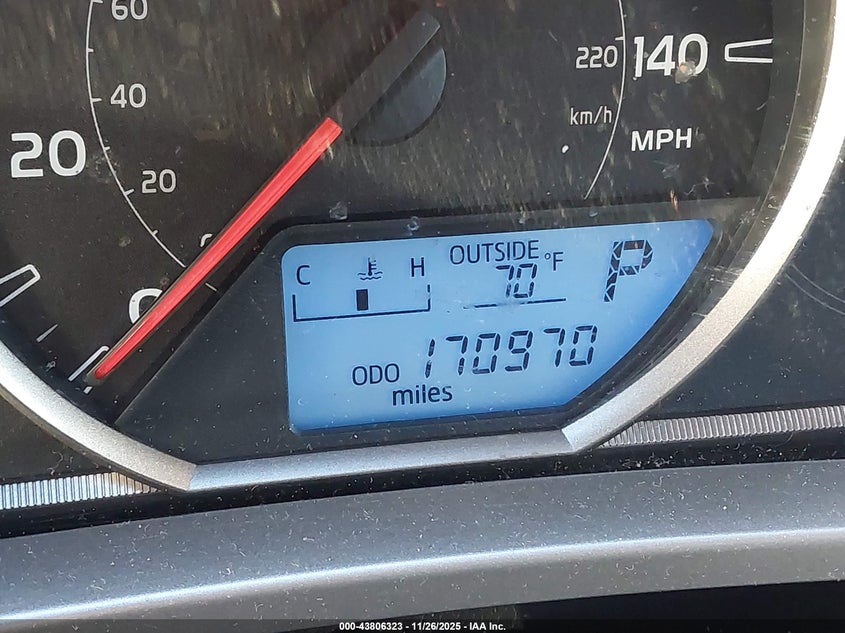 60
40
20
20
220
140
km/h
MPH
C
H
OUTSIDE
70
°F
P
ODO
170970
miles
000-43806323 - 11/26/2025 - IAA Inc.